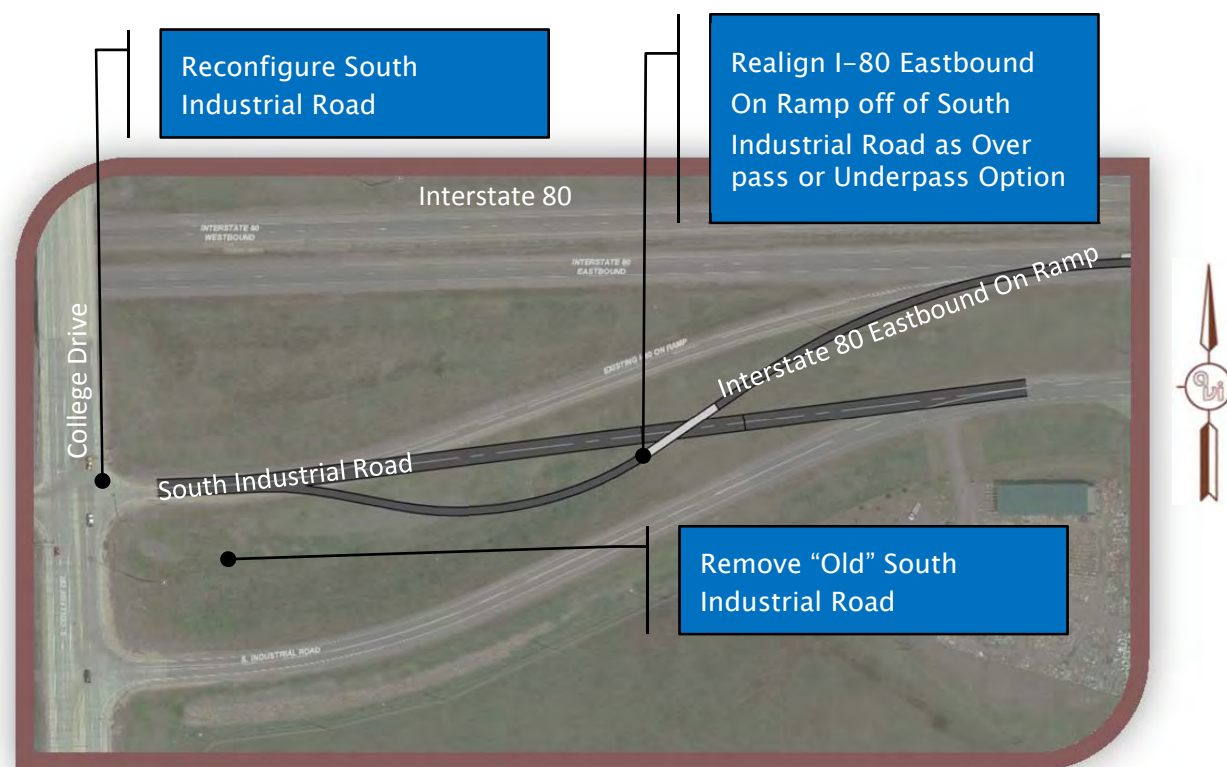 Reconfigure South
Industrial Road
Realign I-80 Eastbound
On Ramp off of South
Industrial Road as Over
pass or Underpass Option
Interstate 80
INTERSTATE 80
WESTBOUND
INTERSTATE 80
EASTBOUND
Interstate 80 Eastbound On Ramp
EXISTING I-80 ON RAMP
College Drive
South Industrial Road
Remove “Old” South
Industrial Road
S. COLLEGE DR.
S. INDUSTRIAL ROAD